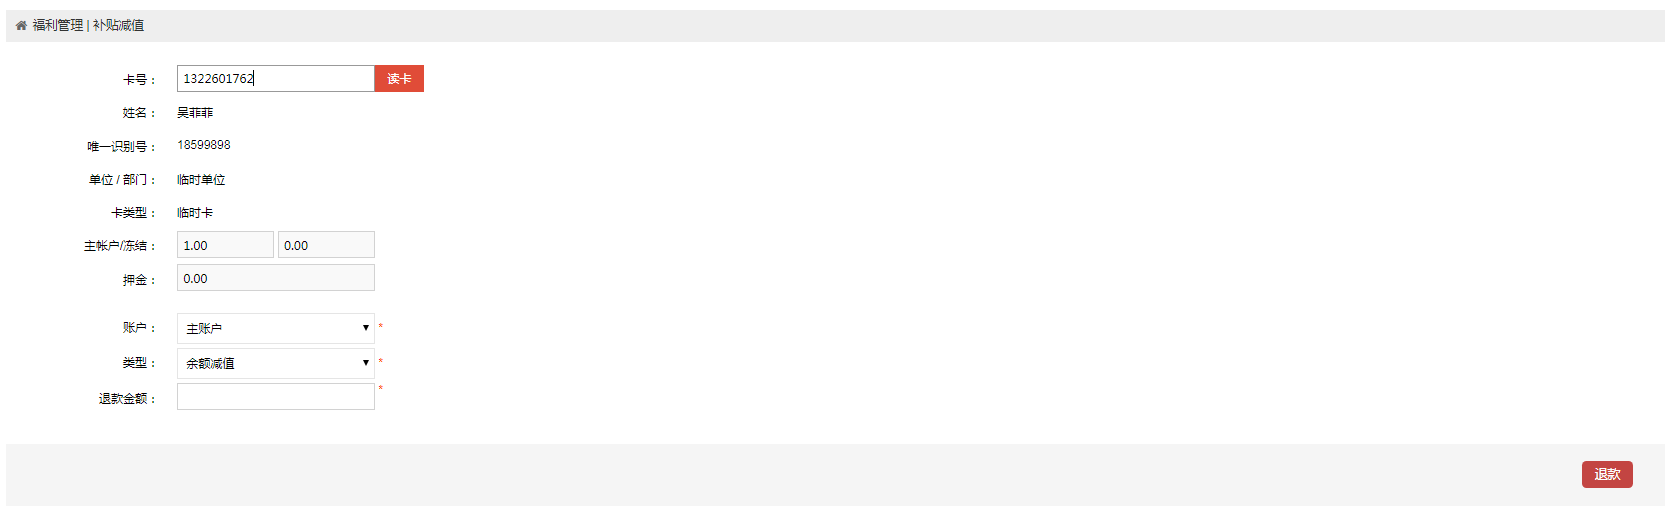 福利管理 | 补贴减值
卡号： 1322601762 读卡
姓名： 吴菲菲
唯一识别号： 18599898
单位 / 部门： 临时单位
卡类型： 临时卡
主帐户/冻结： 1.00 0.00
押金： 0.00
账户： 主账户 *
类型： 余额减值 *
退款金额： *
退款